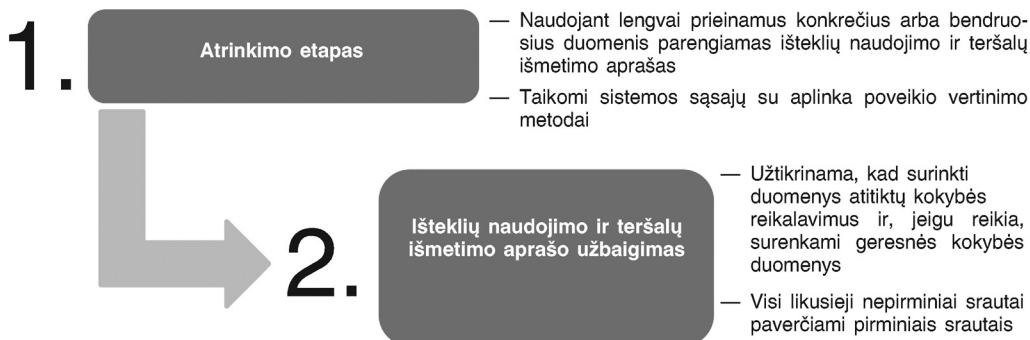 1.
Atrinkimo etapas
— Naudojant lengvai prieinamus konkrečius arba bendruo-
sius duomenis parengiamas išteklių naudojimo ir teršalų
išmetimo aprašas
— Taikomi sistemos sąsajų su aplinka poveikio vertinimo
metodai
2.
Išteklių naudojimo ir teršalų
išmetimo aprašo užbaigimas
— Užtikrinama, kad surinkti
duomenys atitiktų kokybės
reikalavimus ir, jeigu reikia,
surenkami geresnės kokybės
duomenys
— Visi likusieji nepirminiai srautai
paverčiami pirminiais srautais